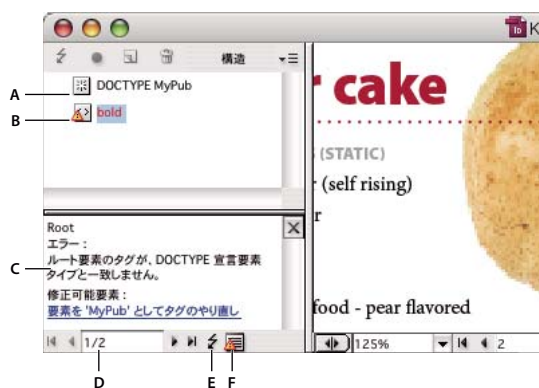 K
構造
A
DOCTYPE MyPub
B
bold
r cake
(STATIC)
r (self rising)
r
Root
エラー：
ルート要素のタグが、DOCTYPE 宣言要素
タイプと一致しません。
C
修正可能要素：
要素を 'MyPub' としてタグのやり直し
food - pear flavored
1/2
125%
2
D
E
F